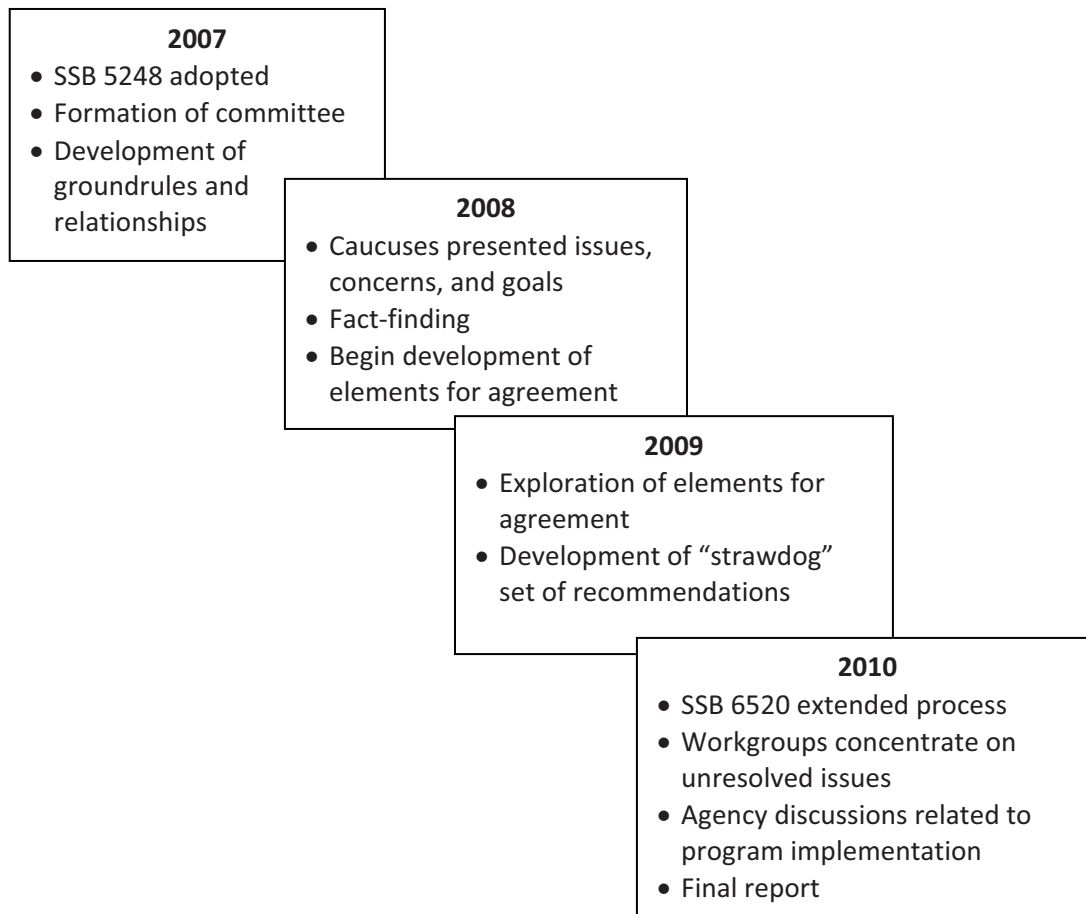 2007
• SSB 5248 adopted
• Formation of committee
• Development of
groundrules and
relationships
2008
• Caucuses presented issues,
concerns, and goals
• Fact-finding
• Begin development of
elements for agreement
2009
• Exploration of elements for
agreement
• Development of “strawdog”
set of recommendations
2010
• SSB 6520 extended process
• Workgroups concentrate on
unresolved issues
• Agency discussions related to
program implementation
• Final report